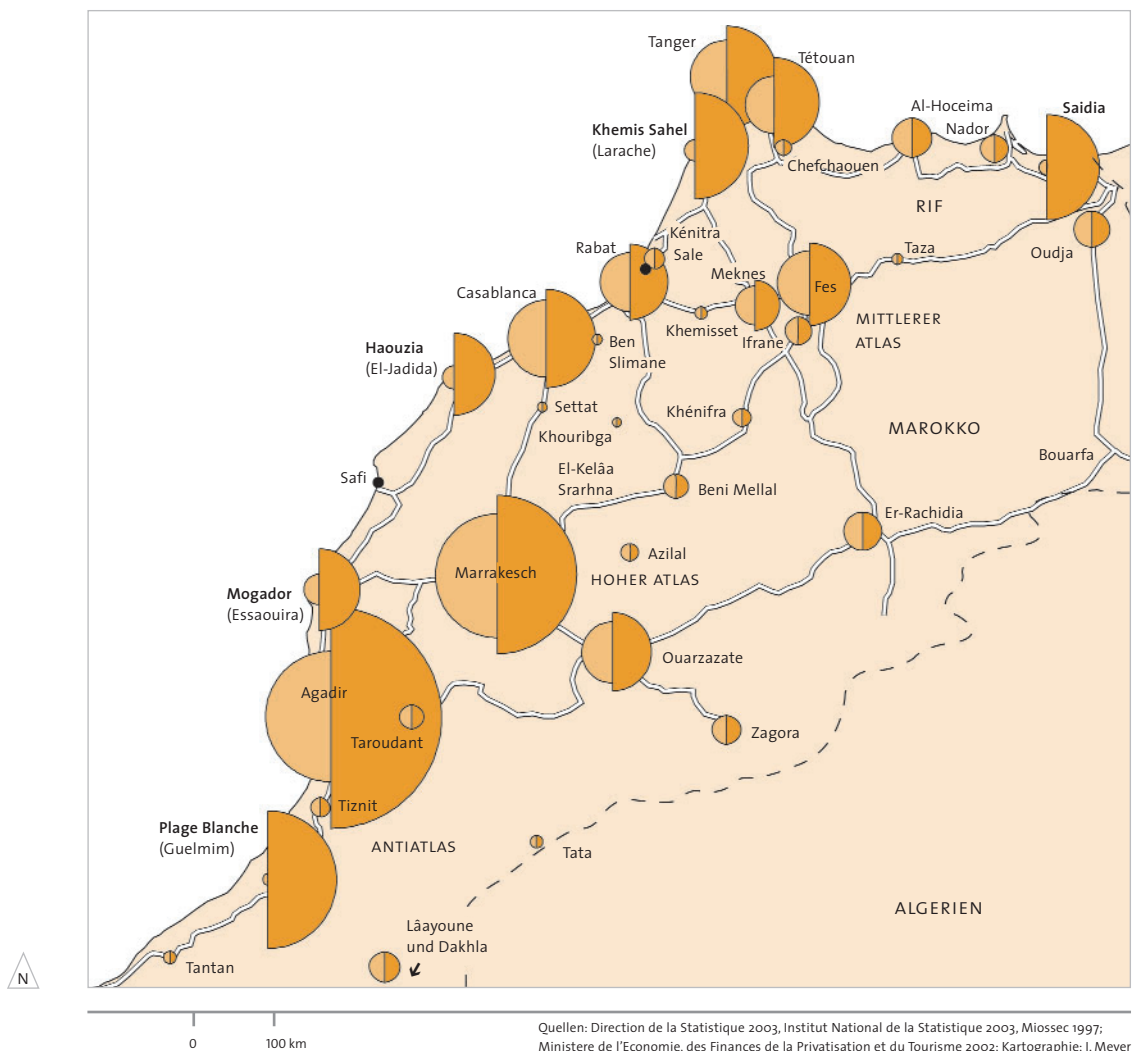 Tanger
Tétouan
Al-Hoceima
Nador
Saidia
Khemis Sahel
(Larache)
Chefchaouen
RIF
Kénitra
Sale
Rabat
Taza
Oudja
Meknes
Fes
Casablanca
Khemisset
Ifrane
MITTLERER
ATLAS
Ben
Slimane
Haouzia
(El-Jadida)
Settat
Khouribga
Khénifra
MAROKKO
Bouarfa
Safi
El-Kelâa
Srarhna
Beni Mellal
Er-Rachidia
Marrakesch
Azilal
HOHER ATLAS
Mogador
(Essaouira)
Ouarzazate
Agadir
Taroudant
Zagora
Tiznit
Plage Blanche
(Guelmim)
ANTIATLAS
Tata
ALGERIEN
Lâayoune
und Dakhla
Tantan
N
0 100 km
Quellen: Direction de la Statistique 2003, Institut National de la Statistique 2003, Miossec 1997;
Ministere de l'Economie, des Finances de la Privatisation et du Tourisme 2002; Kartographie: I. Meyer